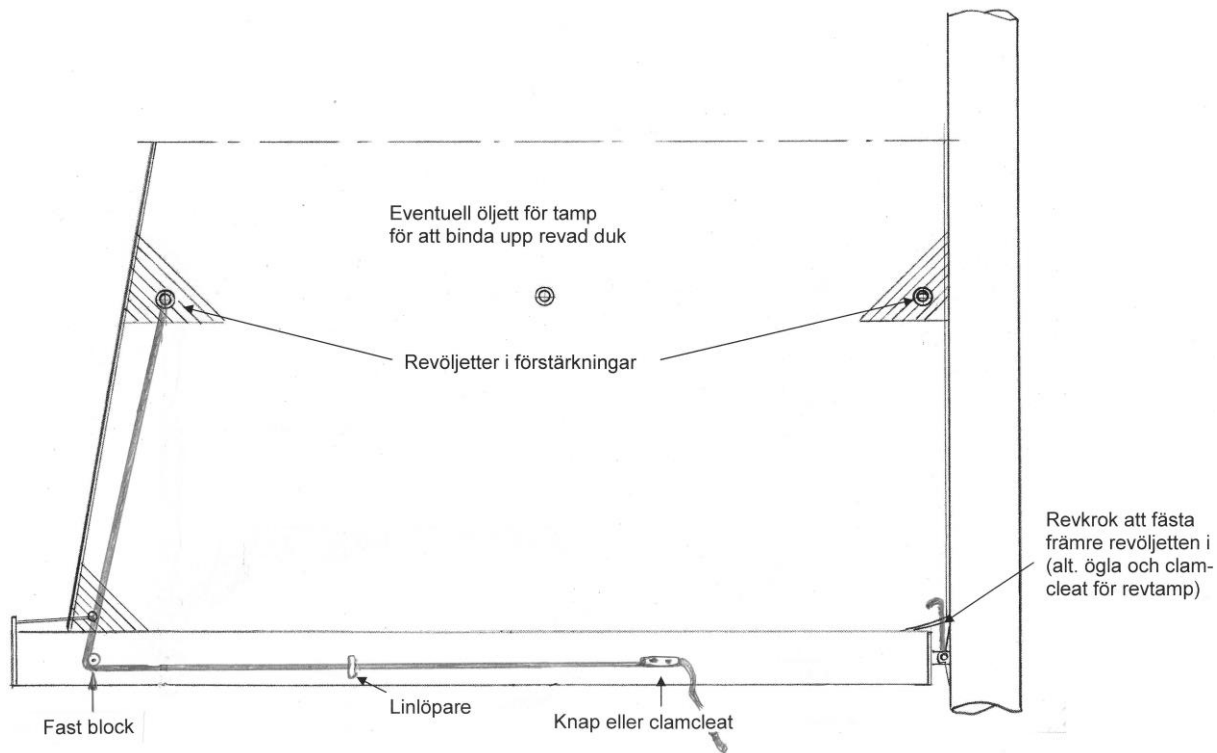 Eventuell öljett för tamp
för att binda upp revad duk
Revöljetter i förstärkningar
Revkrok att fästa
främre revöljetten i
(alt. ögla och clam-
cleat för revtamp)
Linlöpare
Knap eller clamcleat
Fast block